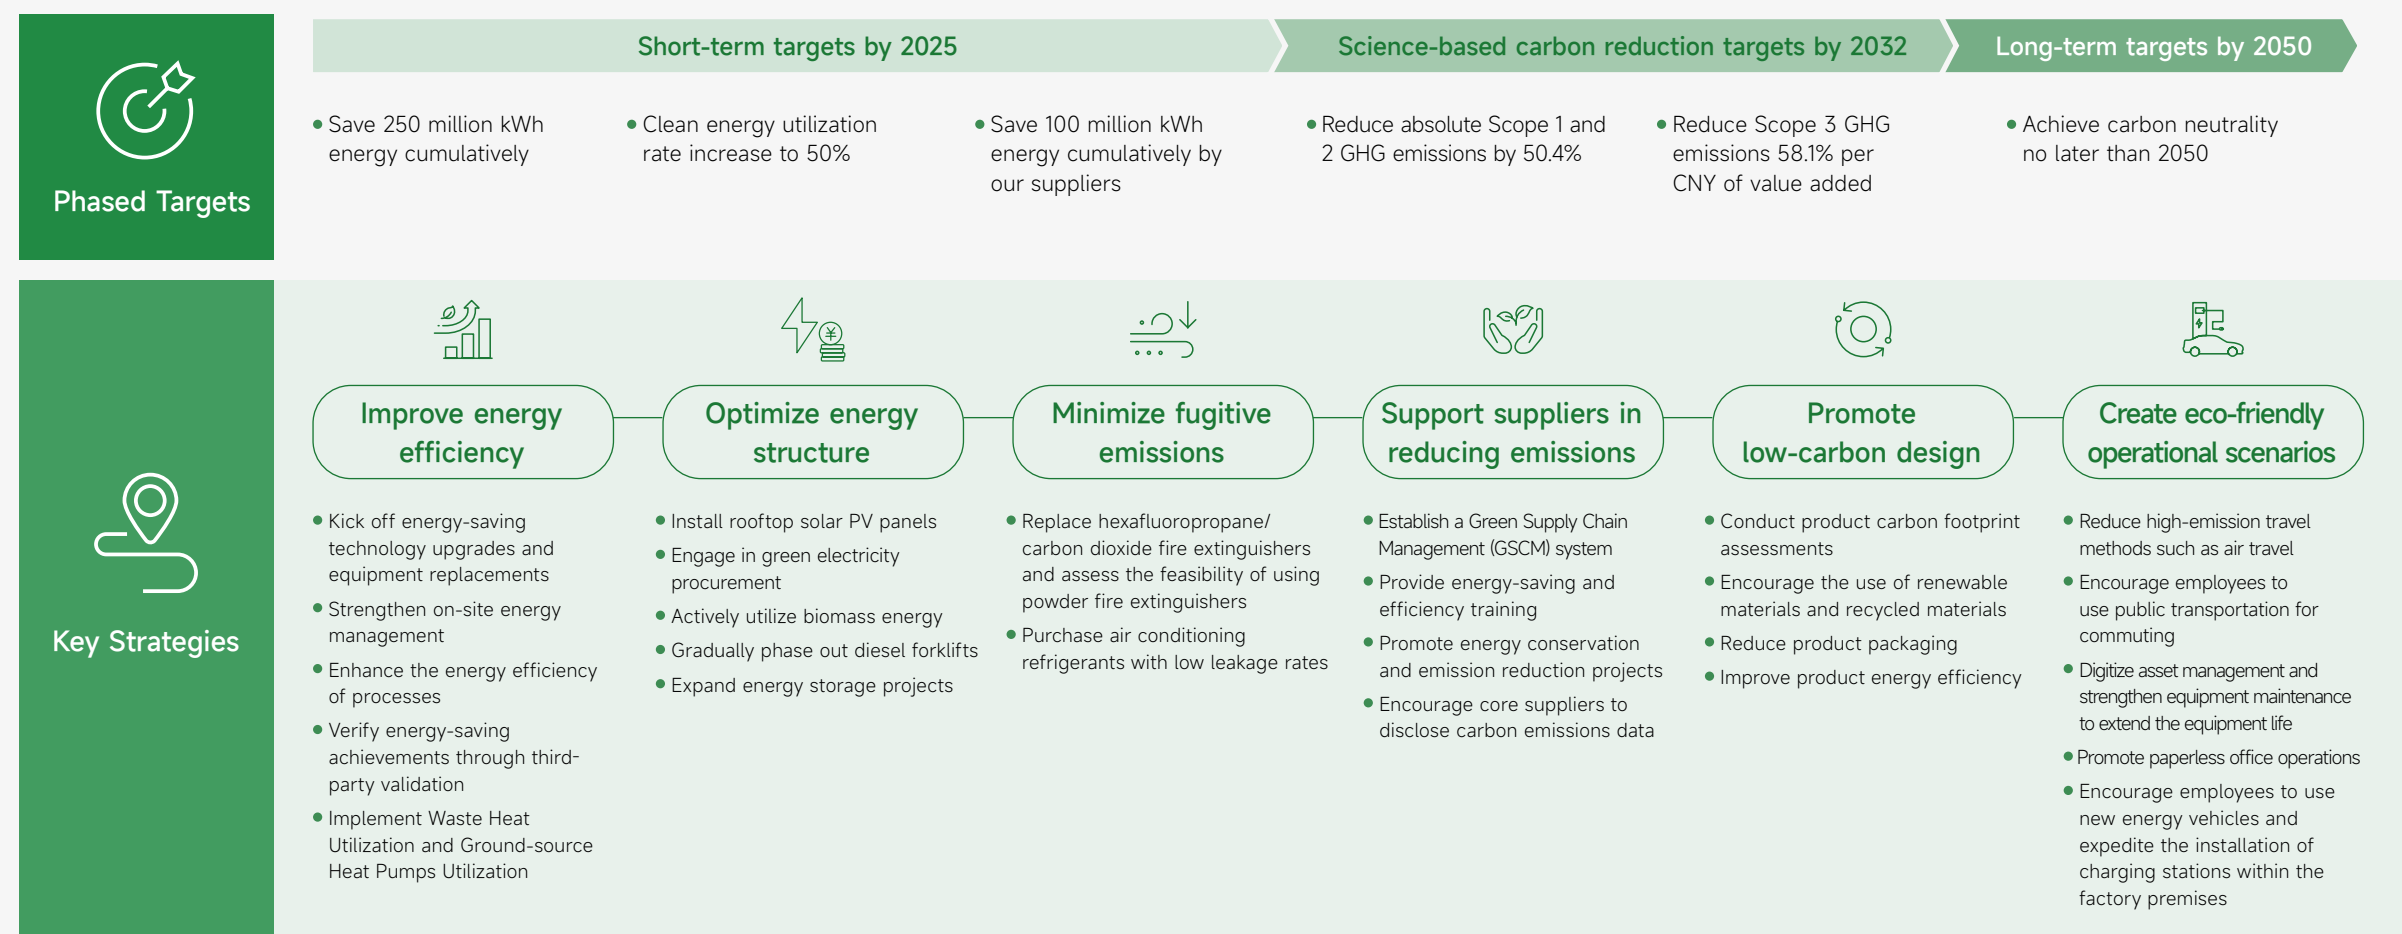 Phased Targets
Short-term targets by 2025
Science-based carbon reduction targets by 2032
Long-term targets by 2050
• Save 250 million kWh
energy cumulatively
• Clean energy utilization
rate increase to 50%
• Save 100 million kWh
energy cumulatively by
our suppliers
• Reduce absolute Scope 1 and
2 GHG emissions by 50.4%
• Reduce Scope 3 GHG
emissions 58.1% per
CNY of value added
• Achieve carbon neutrality
no later than 2050
Key Strategies
¥
Improve energy
efficiency
• Kick off energy-saving
technology upgrades and
equipment replacements
• Strengthen on-site energy
management
• Enhance the energy efficiency
of processes
• Verify energy-saving
achievements through third-
party validation
• Implement Waste Heat
Utilization and Ground-source
Heat Pumps Utilization
Optimize energy
structure
• Install rooftop solar PV panels
• Engage in green electricity
procurement
• Actively utilize biomass energy
• Gradually phase out diesel forklifts
• Expand energy storage projects
Minimize fugitive
emissions
• Replace hexafluoropropane/
carbon dioxide fire extinguishers
and assess the feasibility of using
powder fire extinguishers
• Purchase air conditioning
refrigerants with low leakage rates
Support suppliers in
reducing emissions
• Establish a Green Supply Chain
Management (GSCM) system
• Provide energy-saving and
efficiency training
• Promote energy conservation
and emission reduction projects
• Encourage core suppliers to
disclose carbon emissions data
Promote
low-carbon design
• Conduct product carbon footprint
assessments
• Encourage the use of renewable
materials and recycled materials
• Reduce product packaging
• Improve product energy efficiency
Create eco-friendly
operational scenarios
• Reduce high-emission travel
methods such as air travel
• Encourage employees to
use public transportation for
commuting
• Digitize asset management and
strengthen equipment maintenance
to extend the equipment life
• Promote paperless office operations
• Encourage employees to use
new energy vehicles and
expedite the installation of
charging stations within the
factory premises